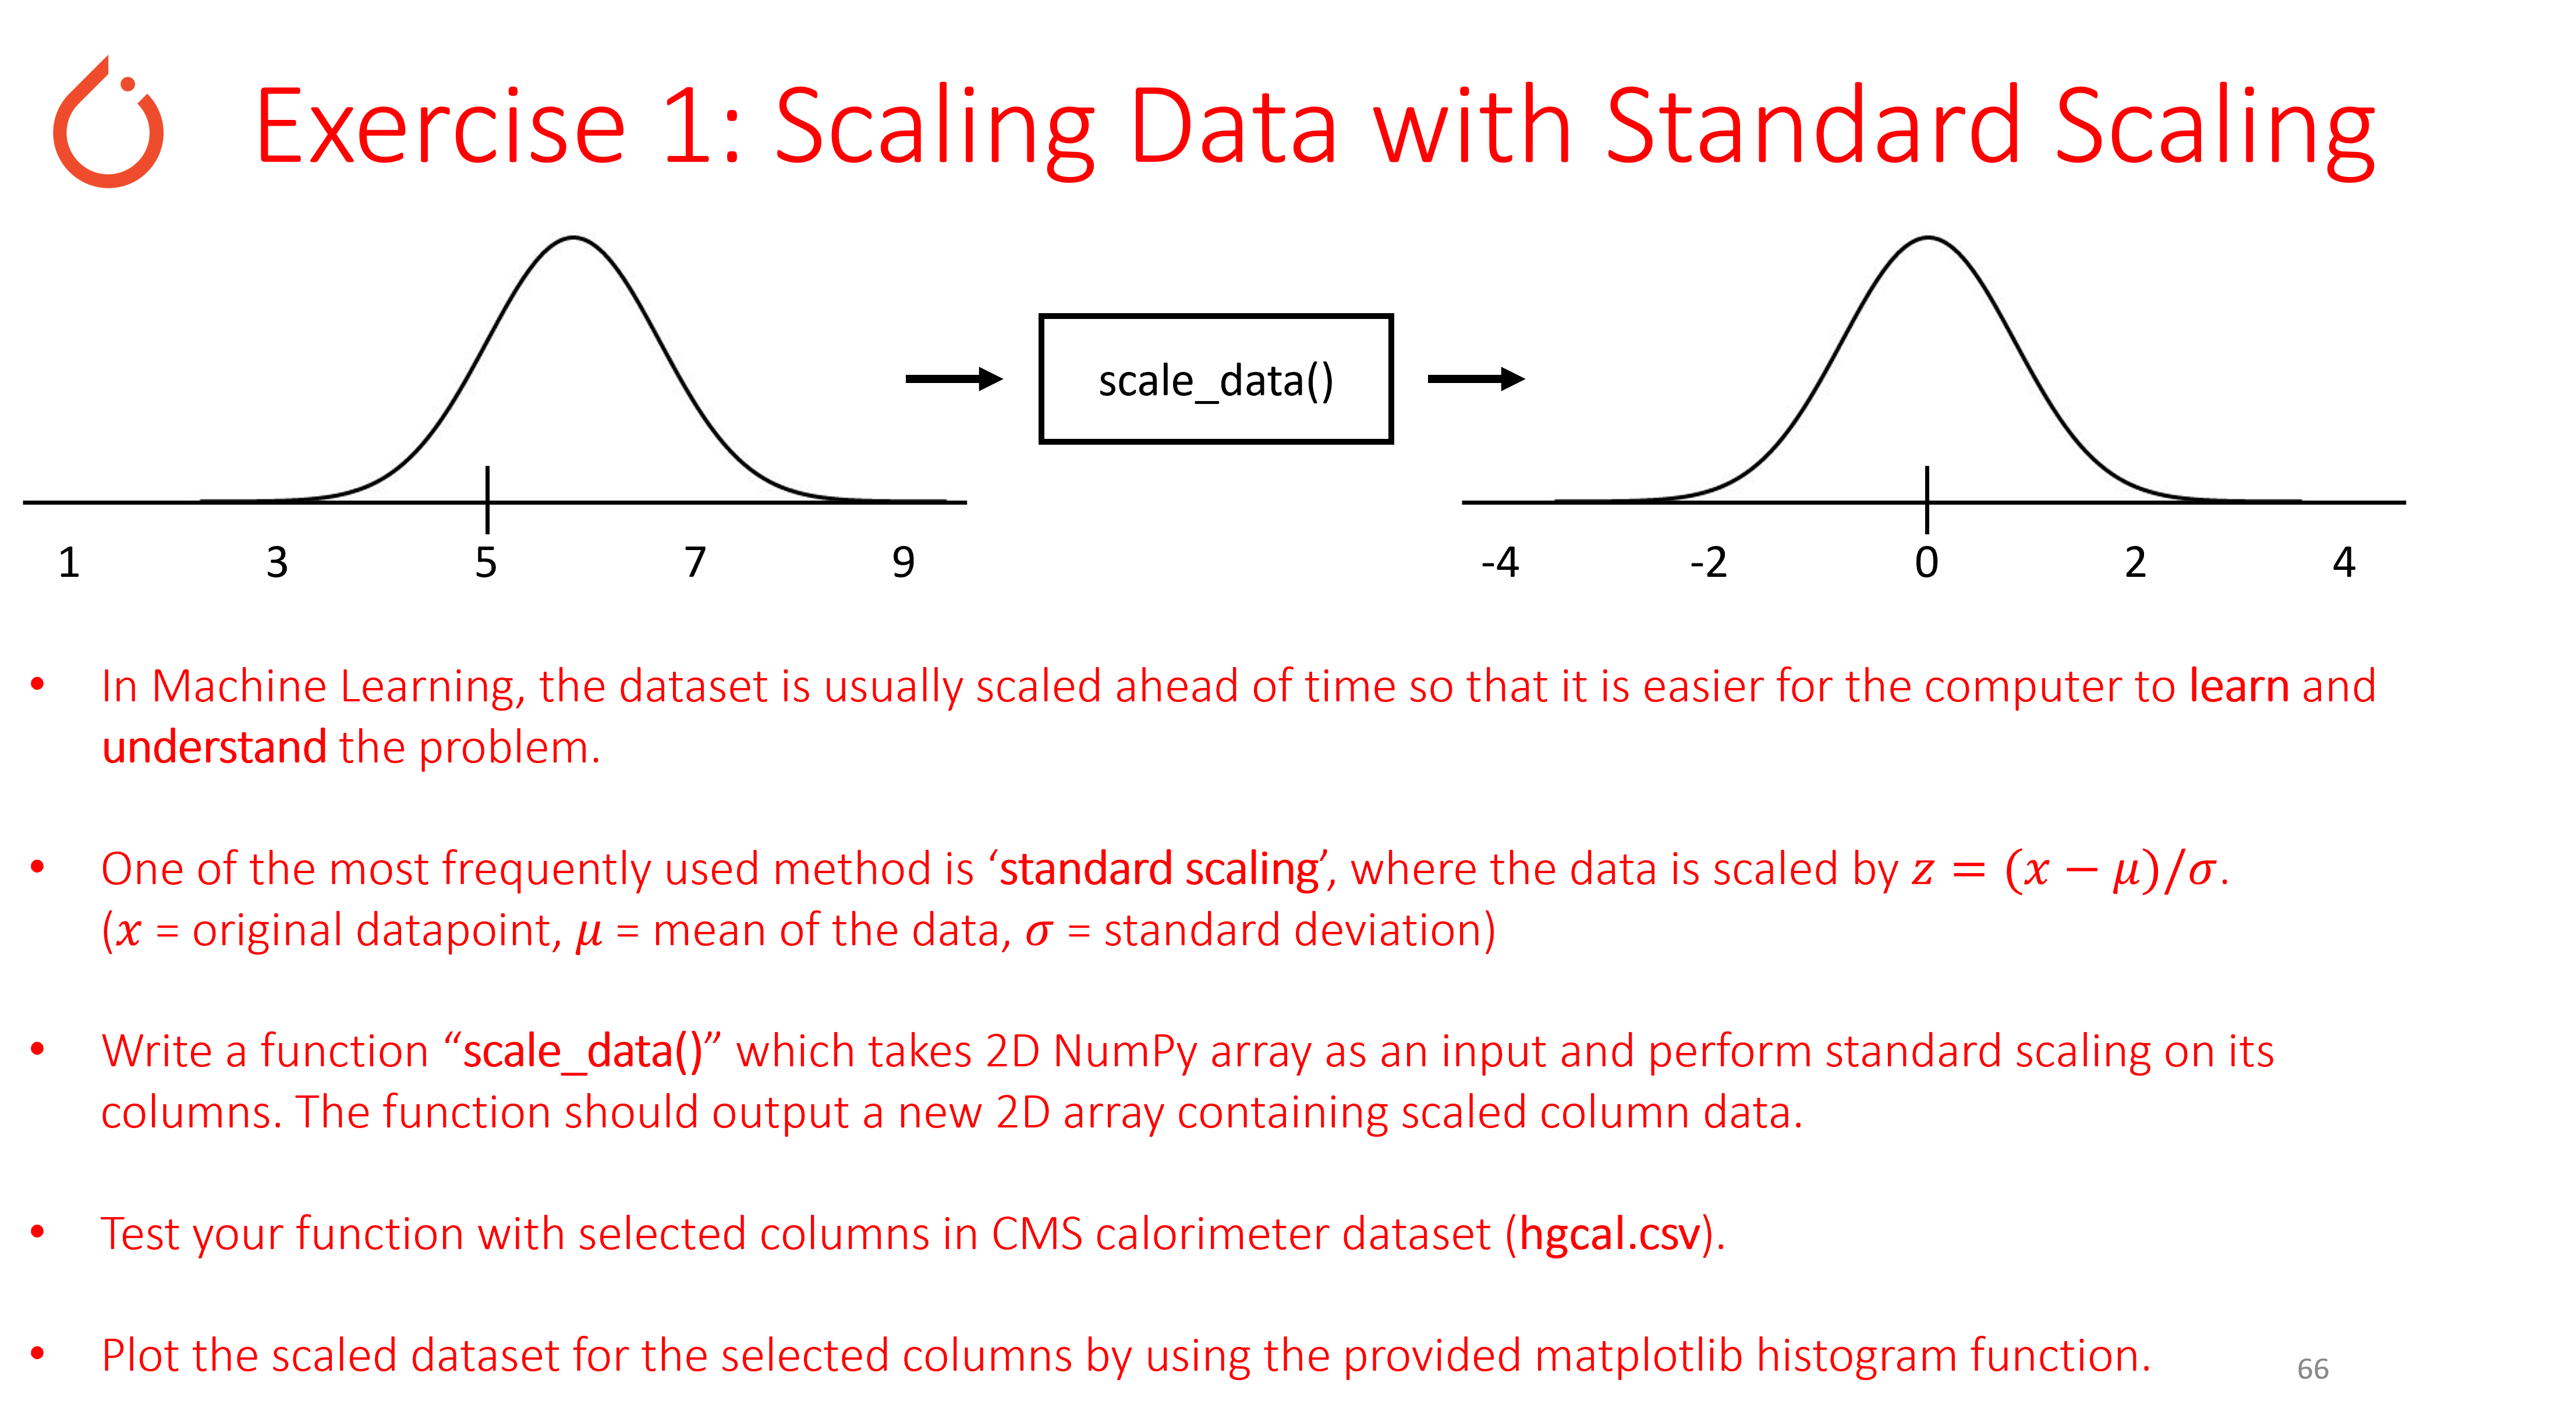 Exercise 1: Scaling Data with Standard Scaling
scale_data()
1 3 5 7 9
-4 -2 0 2 4
• In Machine Learning, the dataset is usually scaled ahead of time so that it is easier for the computer to learn and
understand the problem.
• One of the most frequently used method is ‘standard scaling’, where the data is scaled by z = (x − μ)/σ.
(x = original datapoint, μ = mean of the data, σ = standard deviation)
• Write a function “scale_data()” which takes 2D NumPy array as an input and perform standard scaling on its
columns. The function should output a new 2D array containing scaled column data.
• Test your function with selected columns in CMS calorimeter dataset (hgcal.csv).
• Plot the scaled dataset for the selected columns by using the provided matplotlib histogram function.
66